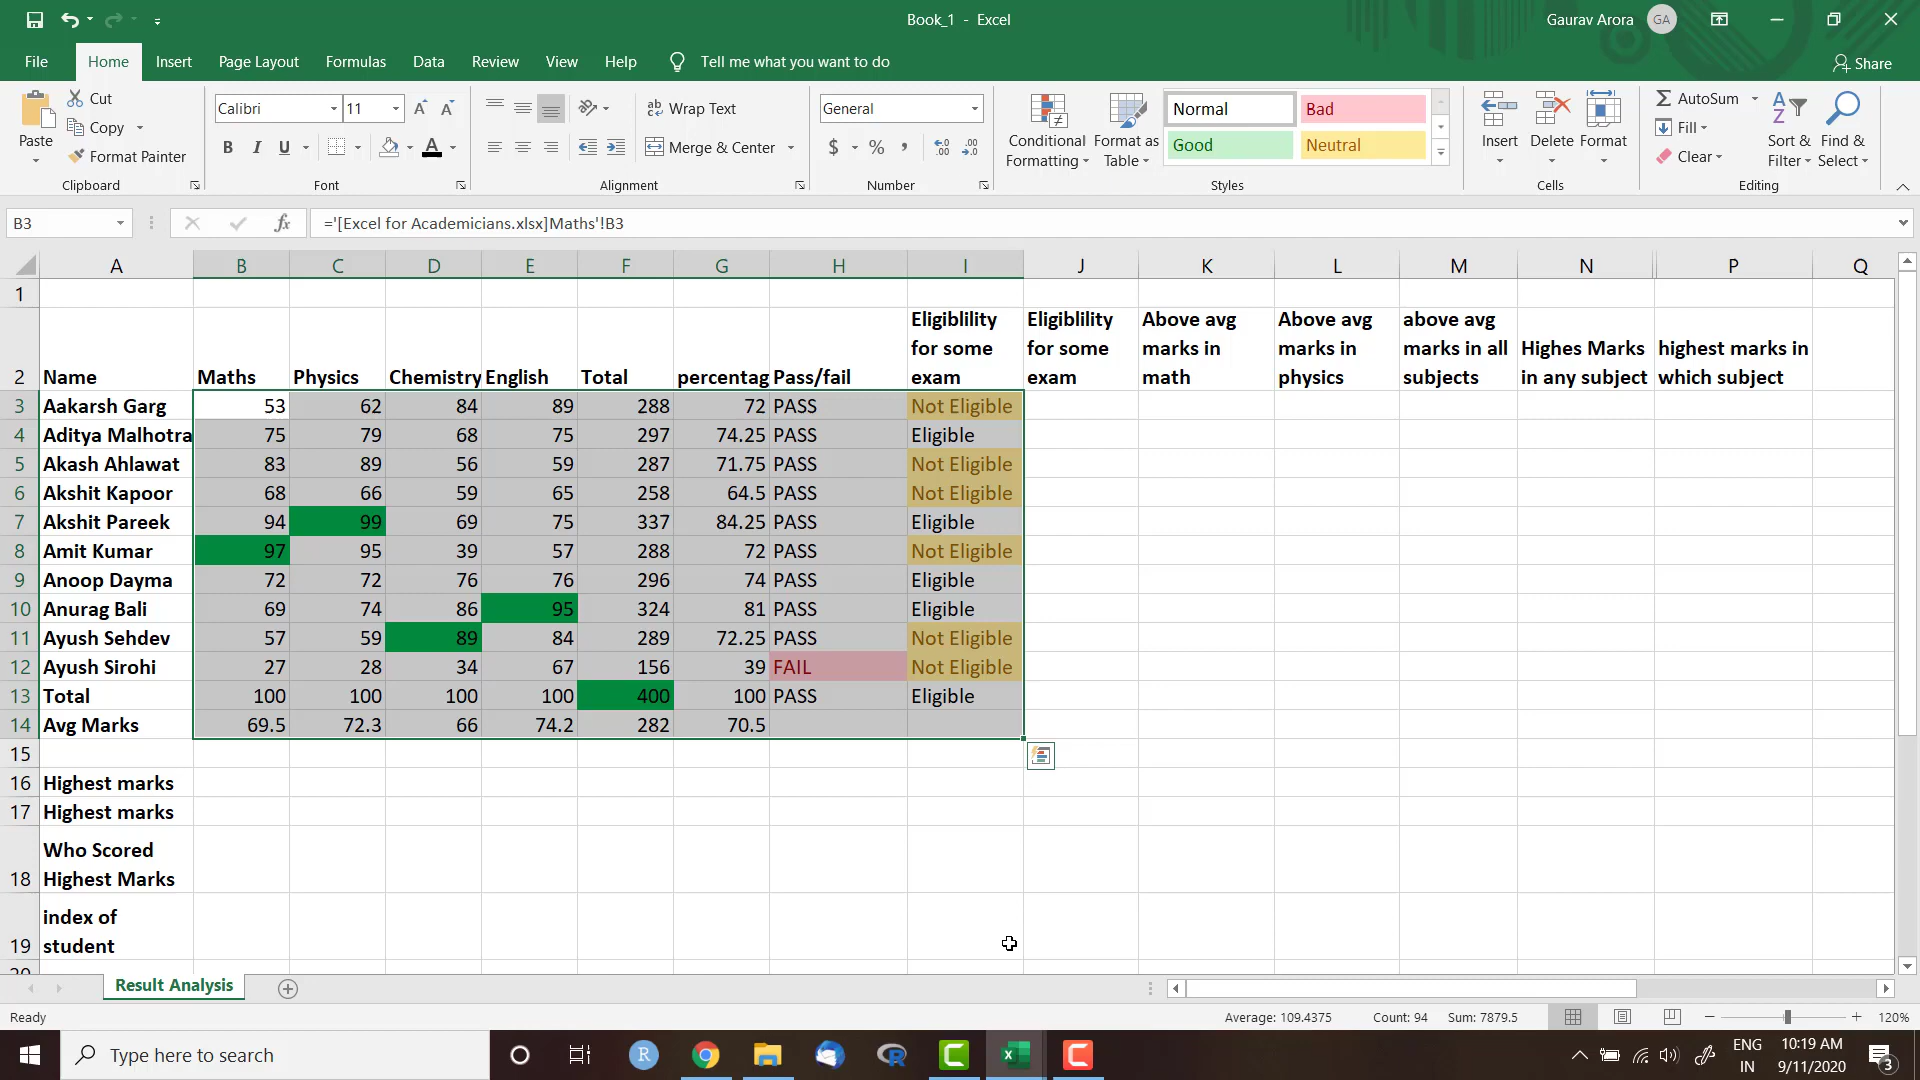 Book_1 - Excel
Gaurav Arora GA
File Home Insert Page Layout Formulas Data Review View Help Tell me what you want to do Share
Paste Cut Copy Format Painter
Calibri 11
B I U A
Wrap Text
Merge & Center
General
$ % ,
Conditional Formatting
Format as Table
Normal Bad
Good Neutral
Insert Delete Format
AutoSum
Fill
Clear
Sort & Filter
Find & Select
Clipboard Font Alignment Number Styles Cells Editing
B3 fx ='[Excel for Academicians.xlsx]Maths'!B3
A B C D E F G H I J K L M N P Q
1
2 Name Maths Physics Chemistry English Total percentag Pass/fail Eligiblility for some exam Eligiblility for some exam Above avg marks in math Above avg marks in physics above avg marks in all subjects Highes Marks in any subject highest marks in which subject
3 Aakarsh Garg 53 62 84 89 288 72 PASS Not Eligible
4 Aditya Malhotra 75 79 68 75 297 74.25 PASS Eligible
5 Akash Ahlawat 83 89 56 59 287 71.75 PASS Not Eligible
6 Akshit Kapoor 68 66 59 65 258 64.5 PASS Not Eligible
7 Akshit Pareek 94 99 69 75 337 84.25 PASS Eligible
8 Amit Kumar 97 95 39 57 288 72 PASS Not Eligible
9 Anoop Dayma 72 72 76 76 296 74 PASS Eligible
10 Anurag Bali 69 74 86 95 324 81 PASS Eligible
11 Ayush Sehdev 57 59 89 84 289 72.25 PASS Not Eligible
12 Ayush Sirohi 27 28 34 67 156 39 FAIL Not Eligible
13 Total 100 100 100 100 400 100 PASS Eligible
14 Avg Marks 69.5 72.3 66 74.2 282 70.5
15
16 Highest marks
17 Highest marks
18 Who Scored Highest Marks
19 index of student
20
Result Analysis
Ready Average: 109.4375 Count: 94 Sum: 7879.5 120%
Type here to search
ENG IN
10:19 AM
9/11/2020
3